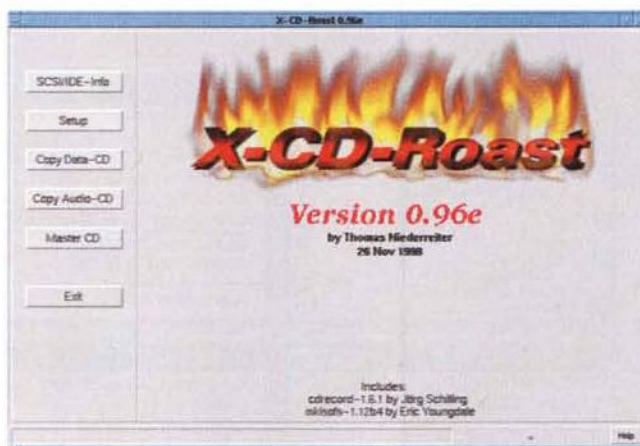 X-CD-Roast 0.96e
SCSI/IDE-Info
Setup
Copy Data-CD
Copy Audio-CD
Master CD
Exit
X-CD-Roast
Version 0.96e
by Thomas Niederreiter
26 Nov 1998
Includes:
cdrecord-1.6.1 by Jörg Schilling
mkisofs-1.12b4 by Eric Youngdale
Help